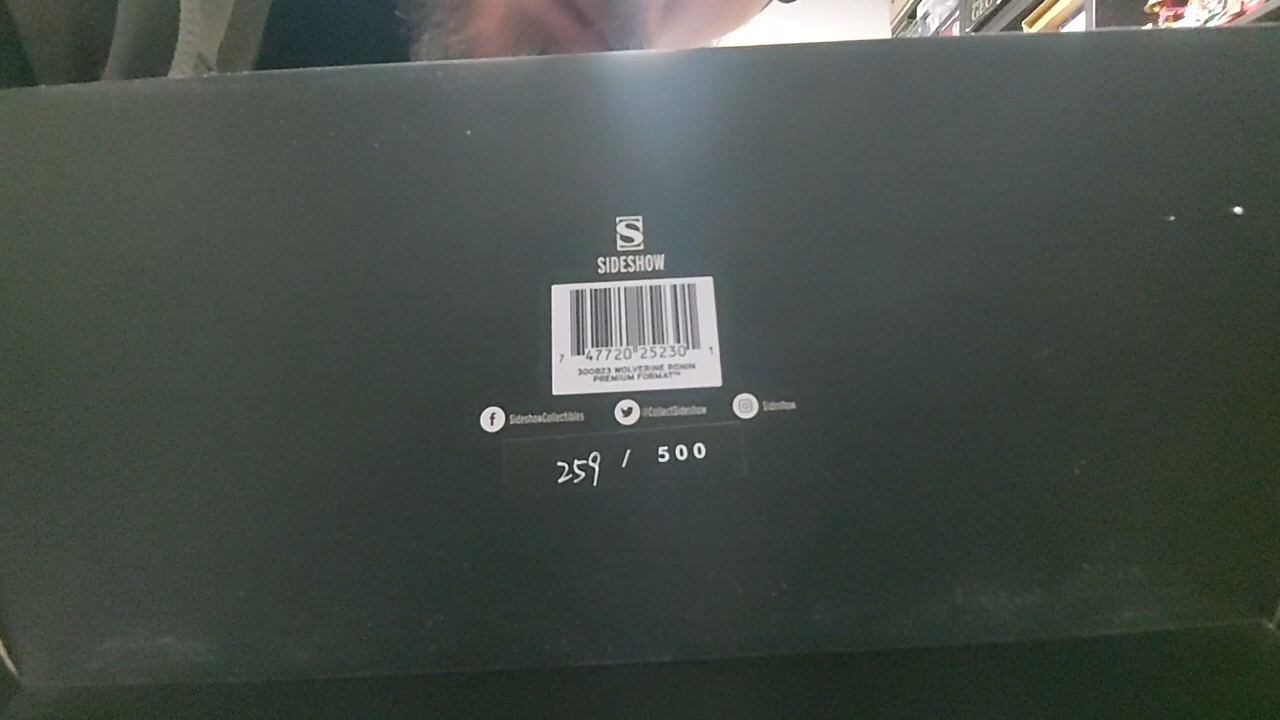 S
SIDESHOW
7 47720 25230 1
300823 WOLVERINE RONIN
PREMIUM FORMAT™
SideshowCollectibles @CollectSideshow Sideshow
259 / 500